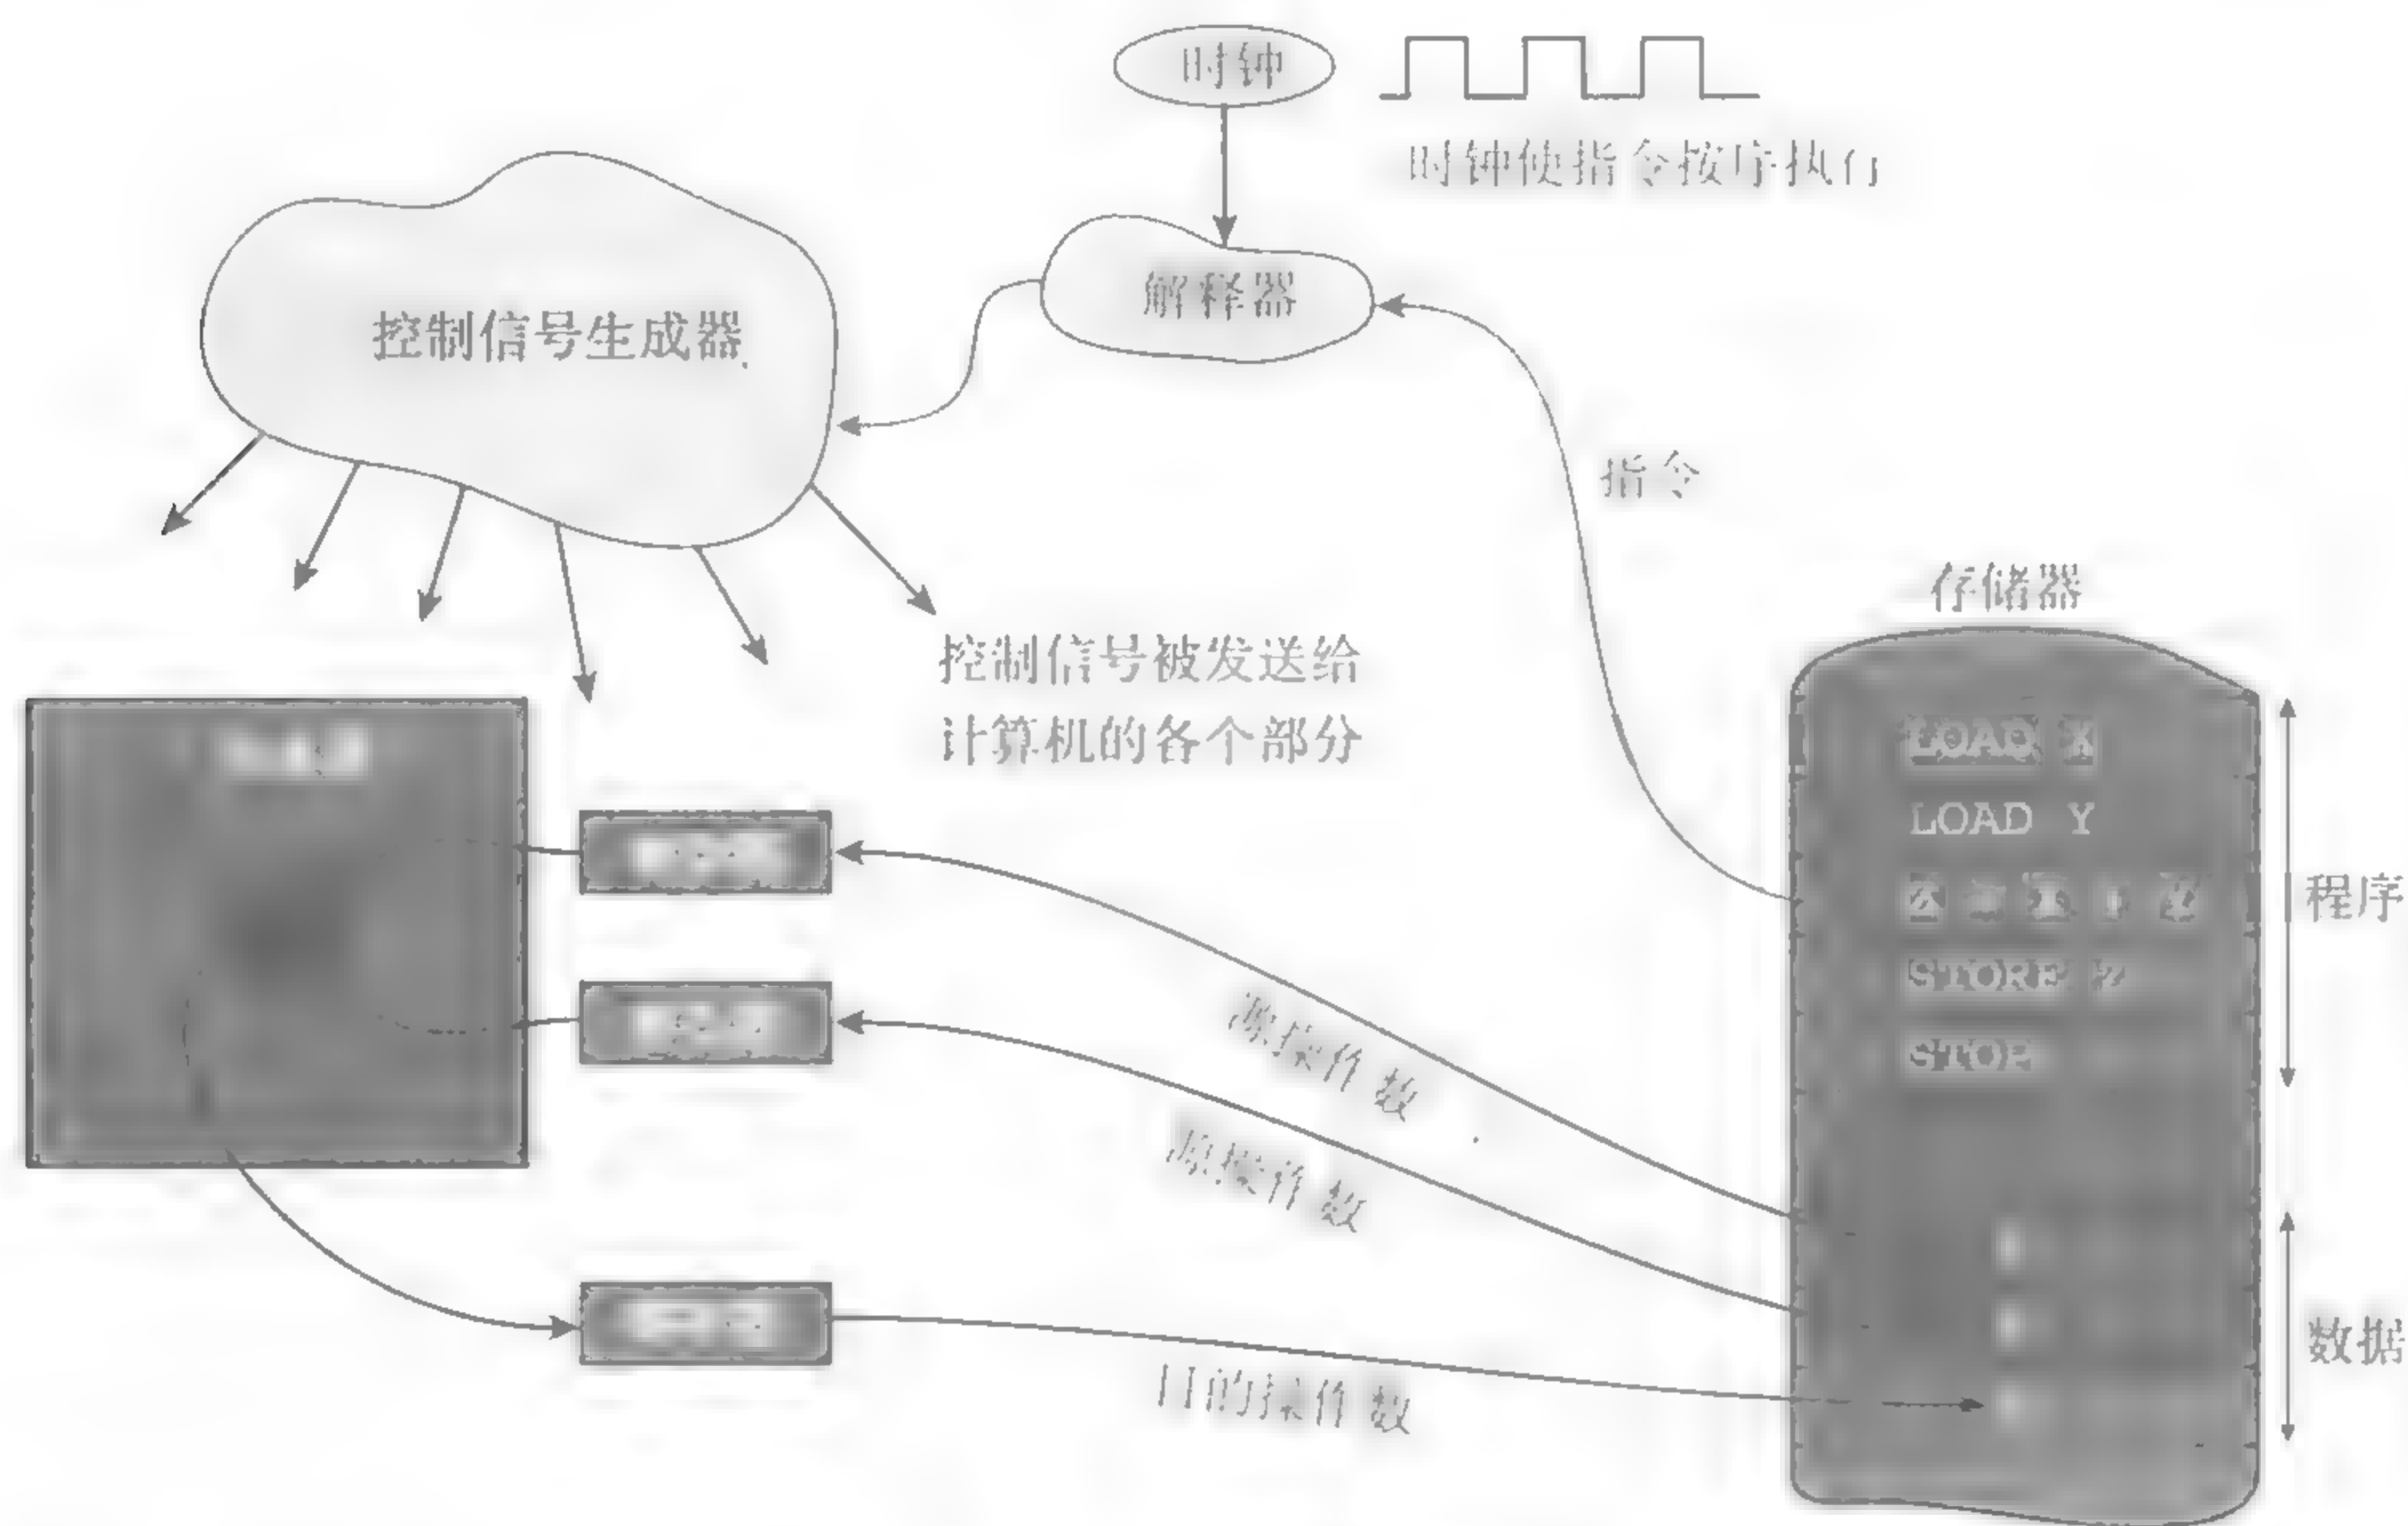 时钟
时钟使指令按序执行
解释器
控制信号生成器
指令
存储器
控制信号被发送给
计算机的各个部分
LOAD X
LOAD Y
STORE
STOP
程序
源操作数
源操作数
目的操作数
数据